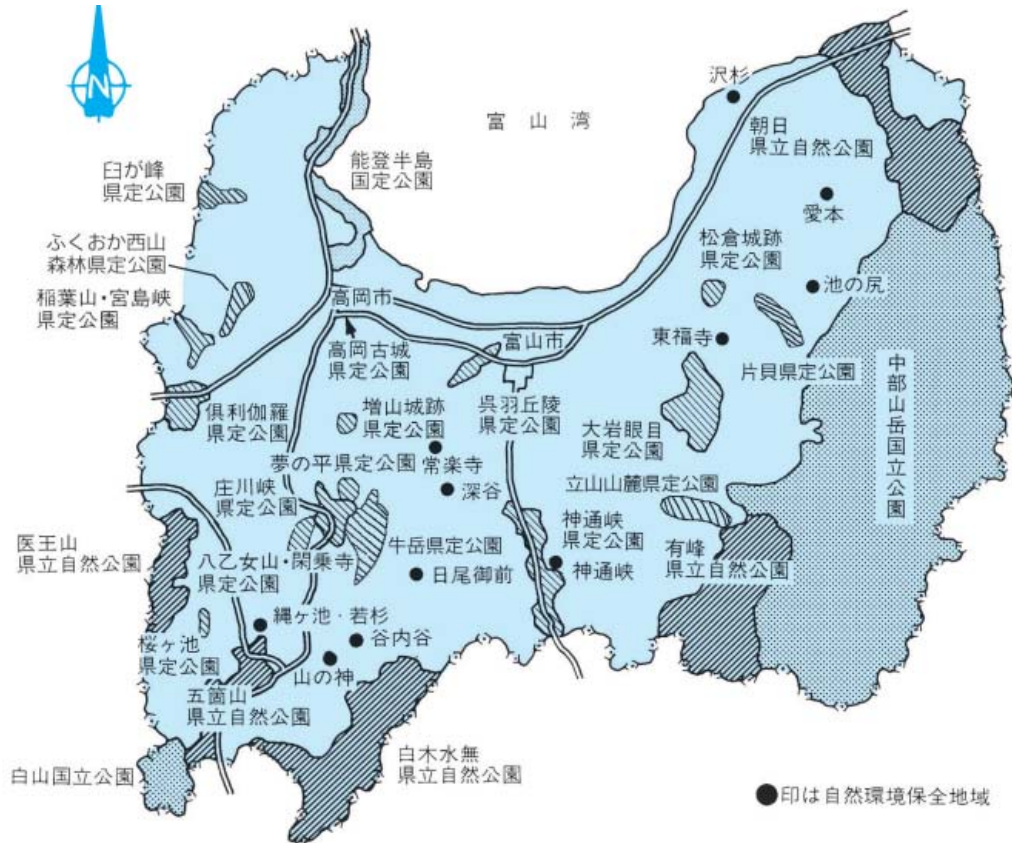 N
沢杉
富山湾
朝日
県立自然公園
能登半島
国定公園
臼が峰
県定公園
愛本
ふくおか西山
森林県定公園
松倉城跡
県定公園
稲葉山・宮島峡
県定公園
池の尻
高岡市
富山市
東福寺
高岡古城
県定公園
片貝県定公園
中部山岳国立公園
倶利伽羅
県定公園
増山城跡
県定公園
呉羽丘陵
県定公園
大岩眼目
県定公園
常楽寺
夢の平県定公園
深谷
庄川峡
県定公園
立山山麓県定公園
神通峡
県定公園
医王山
県立自然公園
牛岳県定公園
有峰
県立自然公園
八乙女山・閑乗寺
県定公園
日尾御前
神通峡
縄ヶ池・若杉
谷内谷
桜ヶ池
県定公園
山の神
五箇山
県立自然公園
白木水無
県立自然公園
白山国立公園
●印は自然環境保全地域